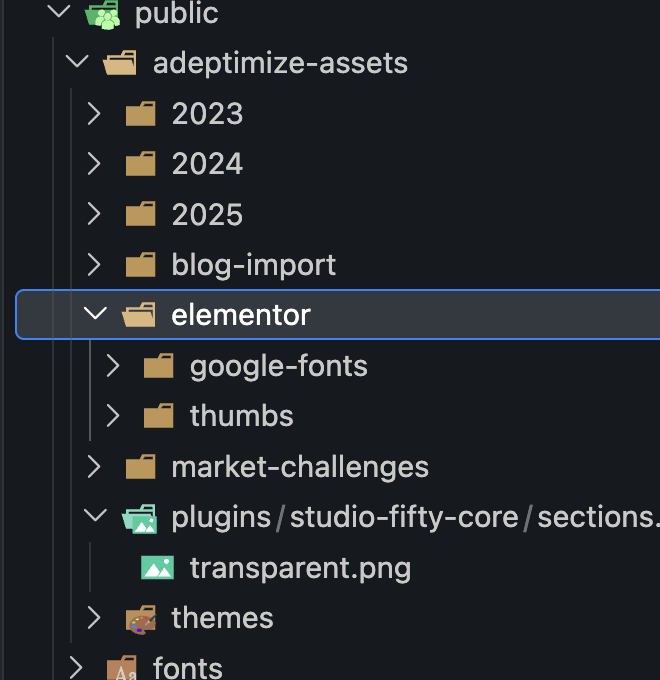 public
adeptimize-assets
2023
2024
2025
blog-import
elementor
google-fonts
thumbs
market-challenges
plugins/studio-fifty-core/sections.
transparent.png
themes
fonts